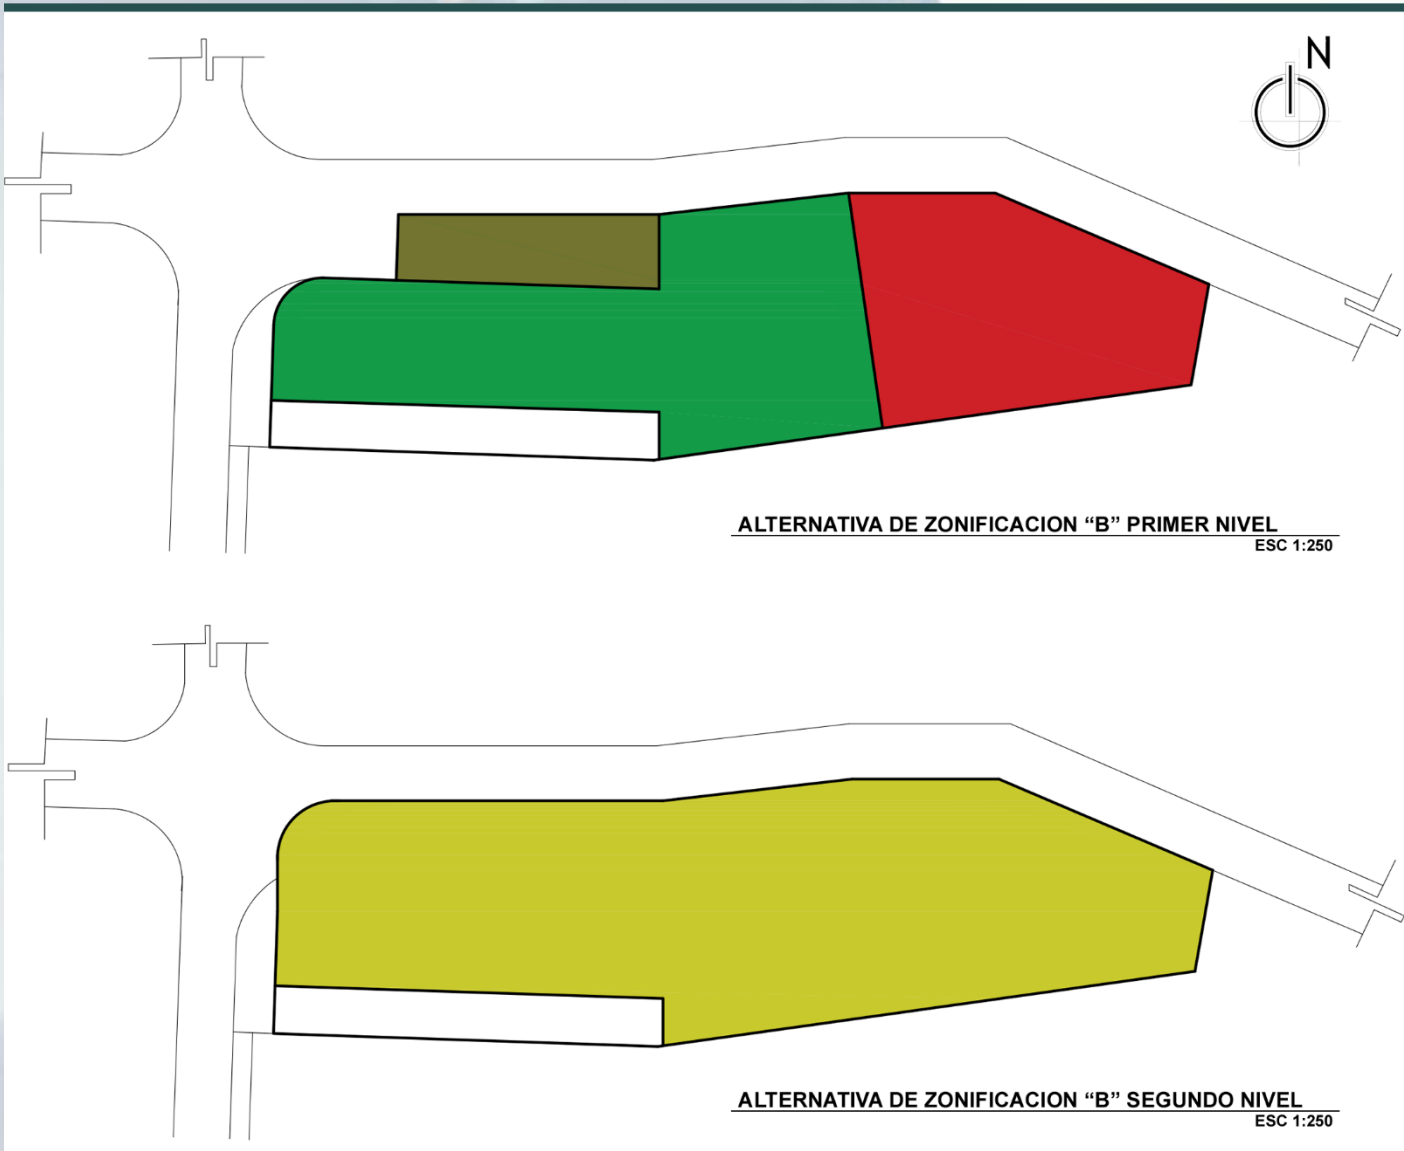 N
ALTERNATIVA DE ZONIFICACION “B” PRIMER NIVEL
ESC 1:250
ALTERNATIVA DE ZONIFICACION “B” SEGUNDO NIVEL
ESC 1:250